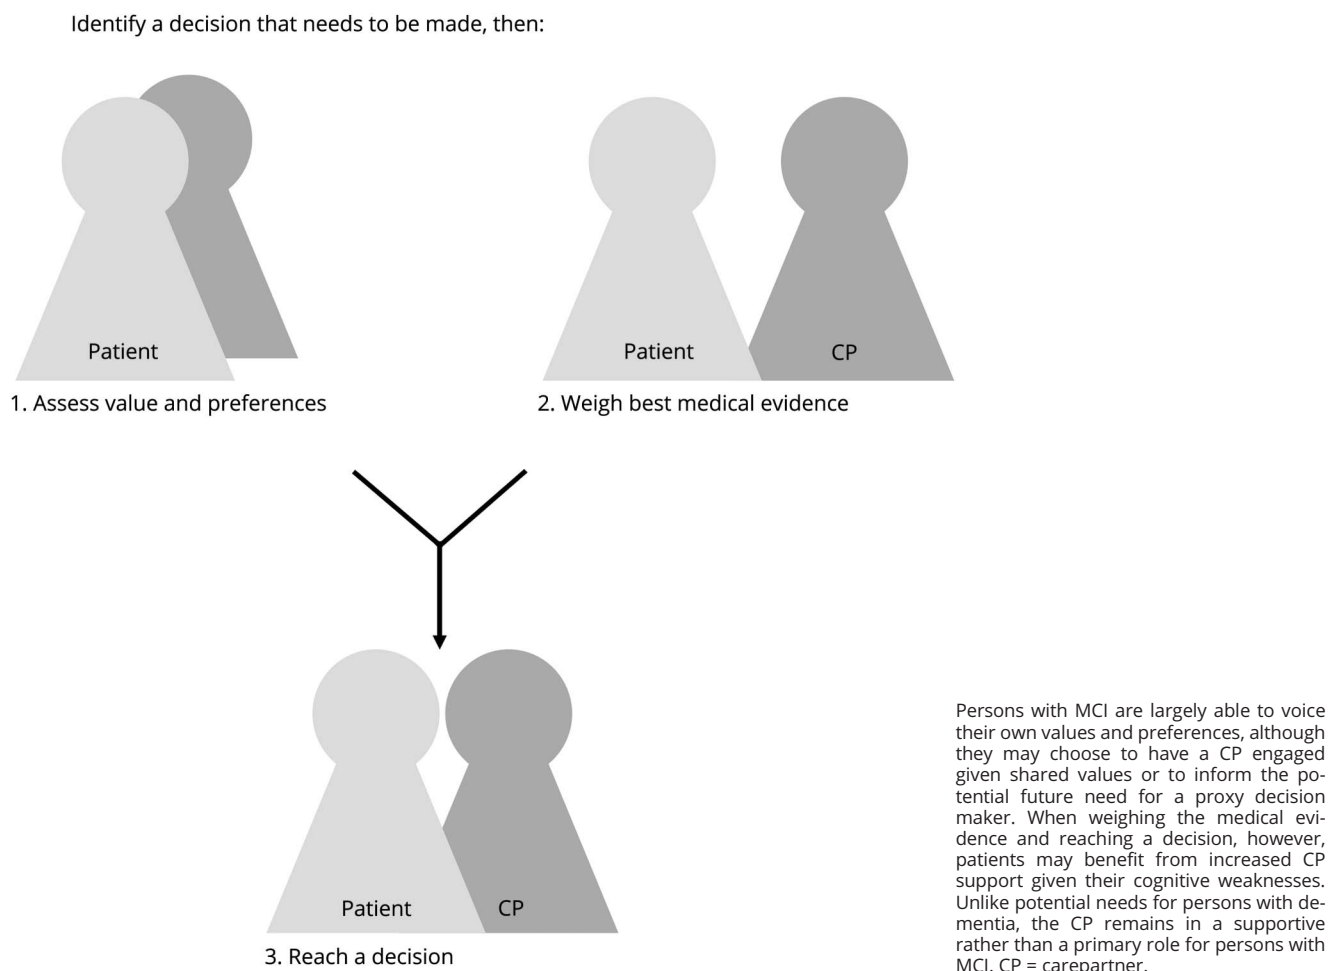 Identify a decision that needs to be made, then:
Patient
1. Assess value and preferences
Patient
CP
2. Weigh best medical evidence
Patient
CP
3. Reach a decision
Persons with MCI are largely able to voice
their own values and preferences, although
they may choose to have a CP engaged
given shared values or to inform the po-
tential future need for a proxy decision
maker. When weighing the medical evi-
dence and reaching a decision, however,
patients may benefit from increased CP
support given their cognitive weaknesses.
Unlike potential needs for persons with de-
mentia, the CP remains in a supportive
rather than a primary role for persons with
MCI. CP = carepartner.